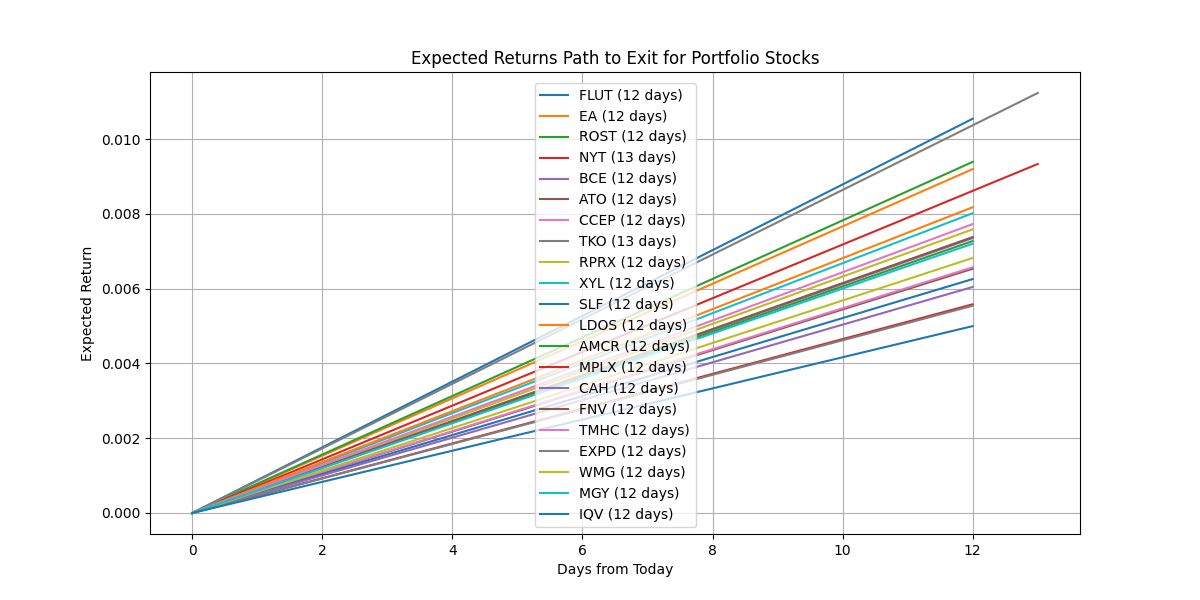 Expected Returns Path to Exit for Portfolio Stocks
Expected Return
0.010
0.008
0.006
0.004
0.002
0.000
FLUT (12 days)
EA (12 days)
ROST (12 days)
NYT (13 days)
BCE (12 days)
ATO (12 days)
CCEP (12 days)
TKO (13 days)
RPRX (12 days)
XYL (12 days)
SLF (12 days)
LDOS (12 days)
AMCR (12 days)
MPLX (12 days)
CAH (12 days)
FNV (12 days)
TMHC (12 days)
EXPD (12 days)
WMG (12 days)
MGY (12 days)
IQV (12 days)
0 2 4 6 8 10 12
Days from Today